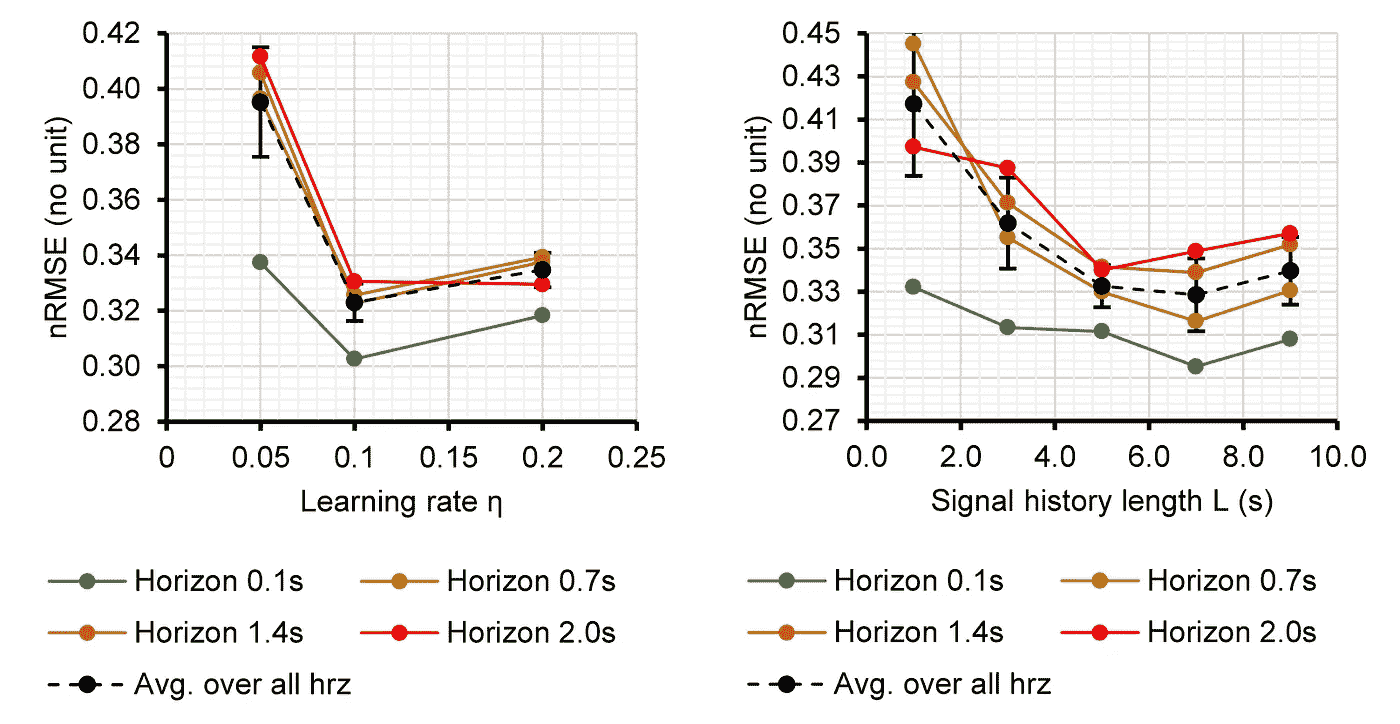 0.42
0.40
0.38
0.36
0.34
0.32
0.30
0.28
nRMSE (no unit)
0 0.05 0.1 0.15 0.2 0.25
Learning rate η
Horizon 0.1s Horizon 0.7s
Horizon 1.4s Horizon 2.0s
Avg. over all hrz
0.45
0.43
0.41
0.39
0.37
0.35
0.33
0.31
0.29
0.27
nRMSE (no unit)
0.0 2.0 4.0 6.0 8.0 10.0
Signal history length L (s)
Horizon 0.1s Horizon 0.7s
Horizon 1.4s Horizon 2.0s
Avg. over all hrz